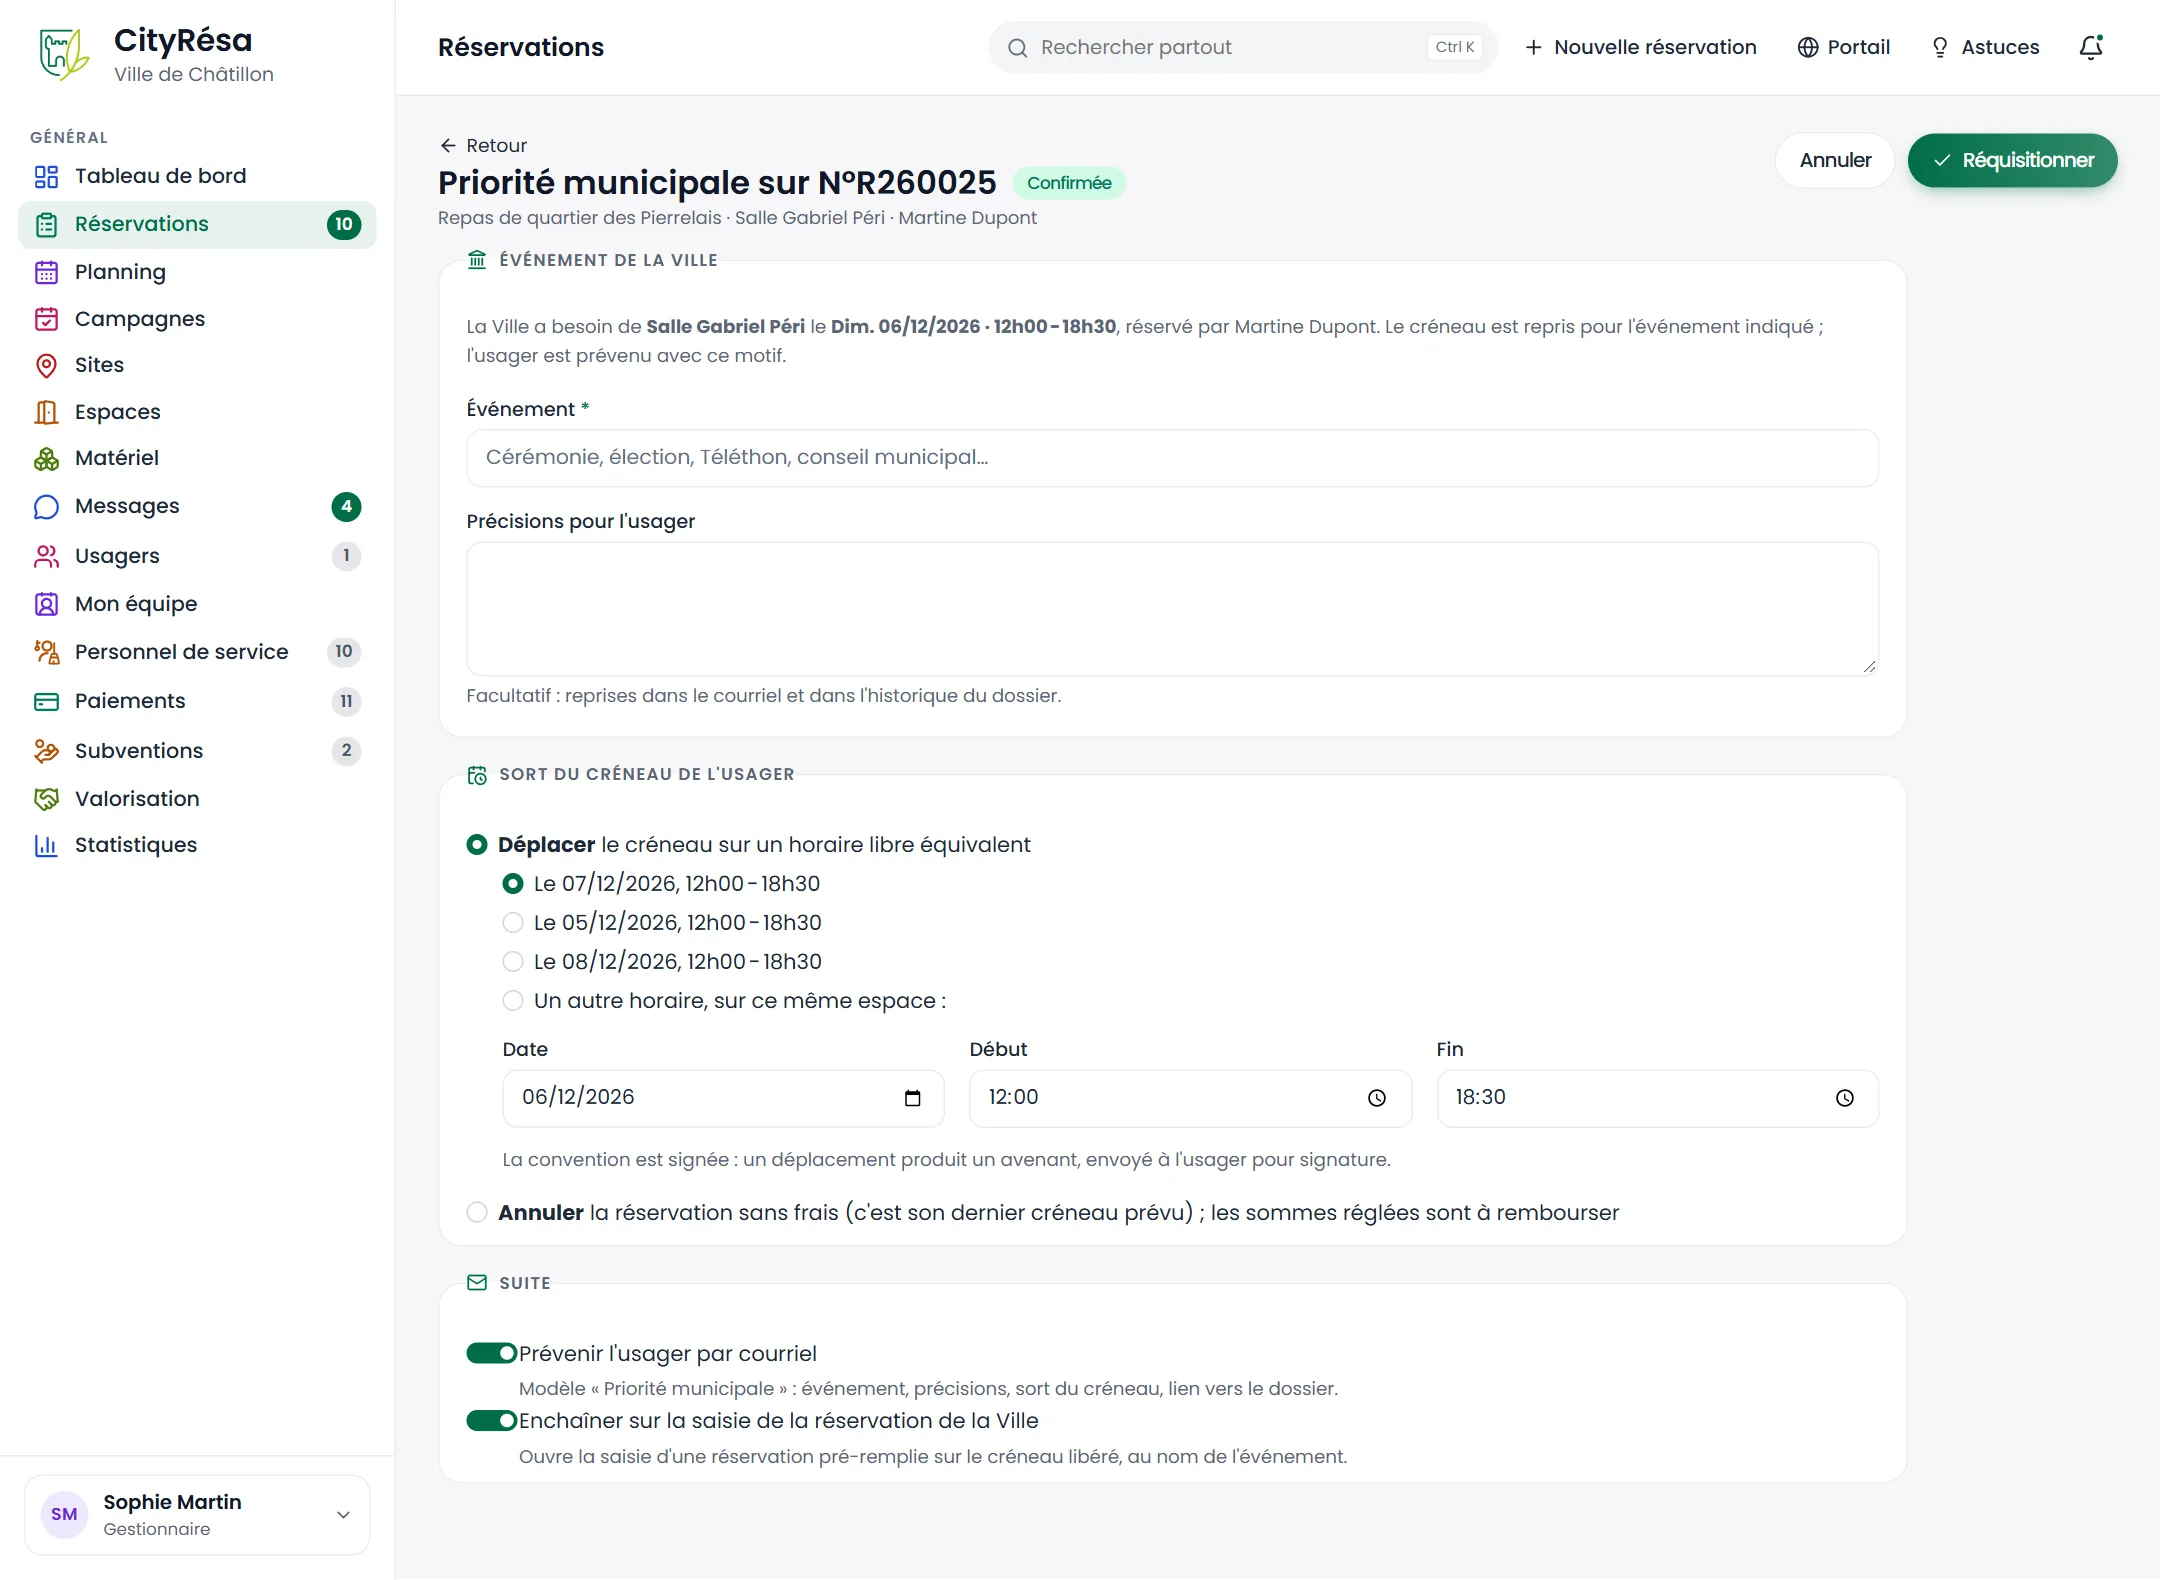 CityRésa
Ville de Châtillon
GÉNÉRAL
Tableau de bord
Réservations 10
Planning
Campagnes
Sites
Espaces
Matériel
Messages 4
Usagers 1
Mon équipe
Personnel de service 10
Paiements 11
Subventions 2
Valorisation
Statistiques
SM
Sophie Martin
Gestionnaire
Réservations
Rechercher partout Ctrl K
Nouvelle réservation
Portail
Astuces
Retour
Priorité municipale sur N°R260025 Confirmée
Repas de quartier des Pierrelais · Salle Gabriel Péri · Martine Dupont
Annuler
Réquisitionner
ÉVÉNEMENT DE LA VILLE
La Ville a besoin de Salle Gabriel Péri le Dim. 06/12/2026 · 12h00-18h30, réservé par Martine Dupont. Le créneau est repris pour l'événement indiqué ;
l'usager est prévenu avec ce motif.
Événement *
Cérémonie, élection, Téléthon, conseil municipal...
Précisions pour l'usager
Facultatif : reprises dans le courriel et dans l'historique du dossier.
SORT DU CRÉNEAU DE L'USAGER
Déplacer le créneau sur un horaire libre équivalent
Le 07/12/2026, 12h00-18h30
Le 05/12/2026, 12h00-18h30
Le 08/12/2026, 12h00-18h30
Un autre horaire, sur ce même espace :
Date Début Fin
06/12/2026 12:00 18:30
La convention est signée : un déplacement produit un avenant, envoyé à l'usager pour signature.
Annuler la réservation sans frais (c'est son dernier créneau prévu) ; les sommes réglées sont à rembourser
SUITE
Prévenir l'usager par courriel
Modèle « Priorité municipale » : événement, précisions, sort du créneau, lien vers le dossier.
Enchaîner sur la saisie de la réservation de la Ville
Ouvre la saisie d'une réservation pré-remplie sur le créneau libéré, au nom de l'événement.